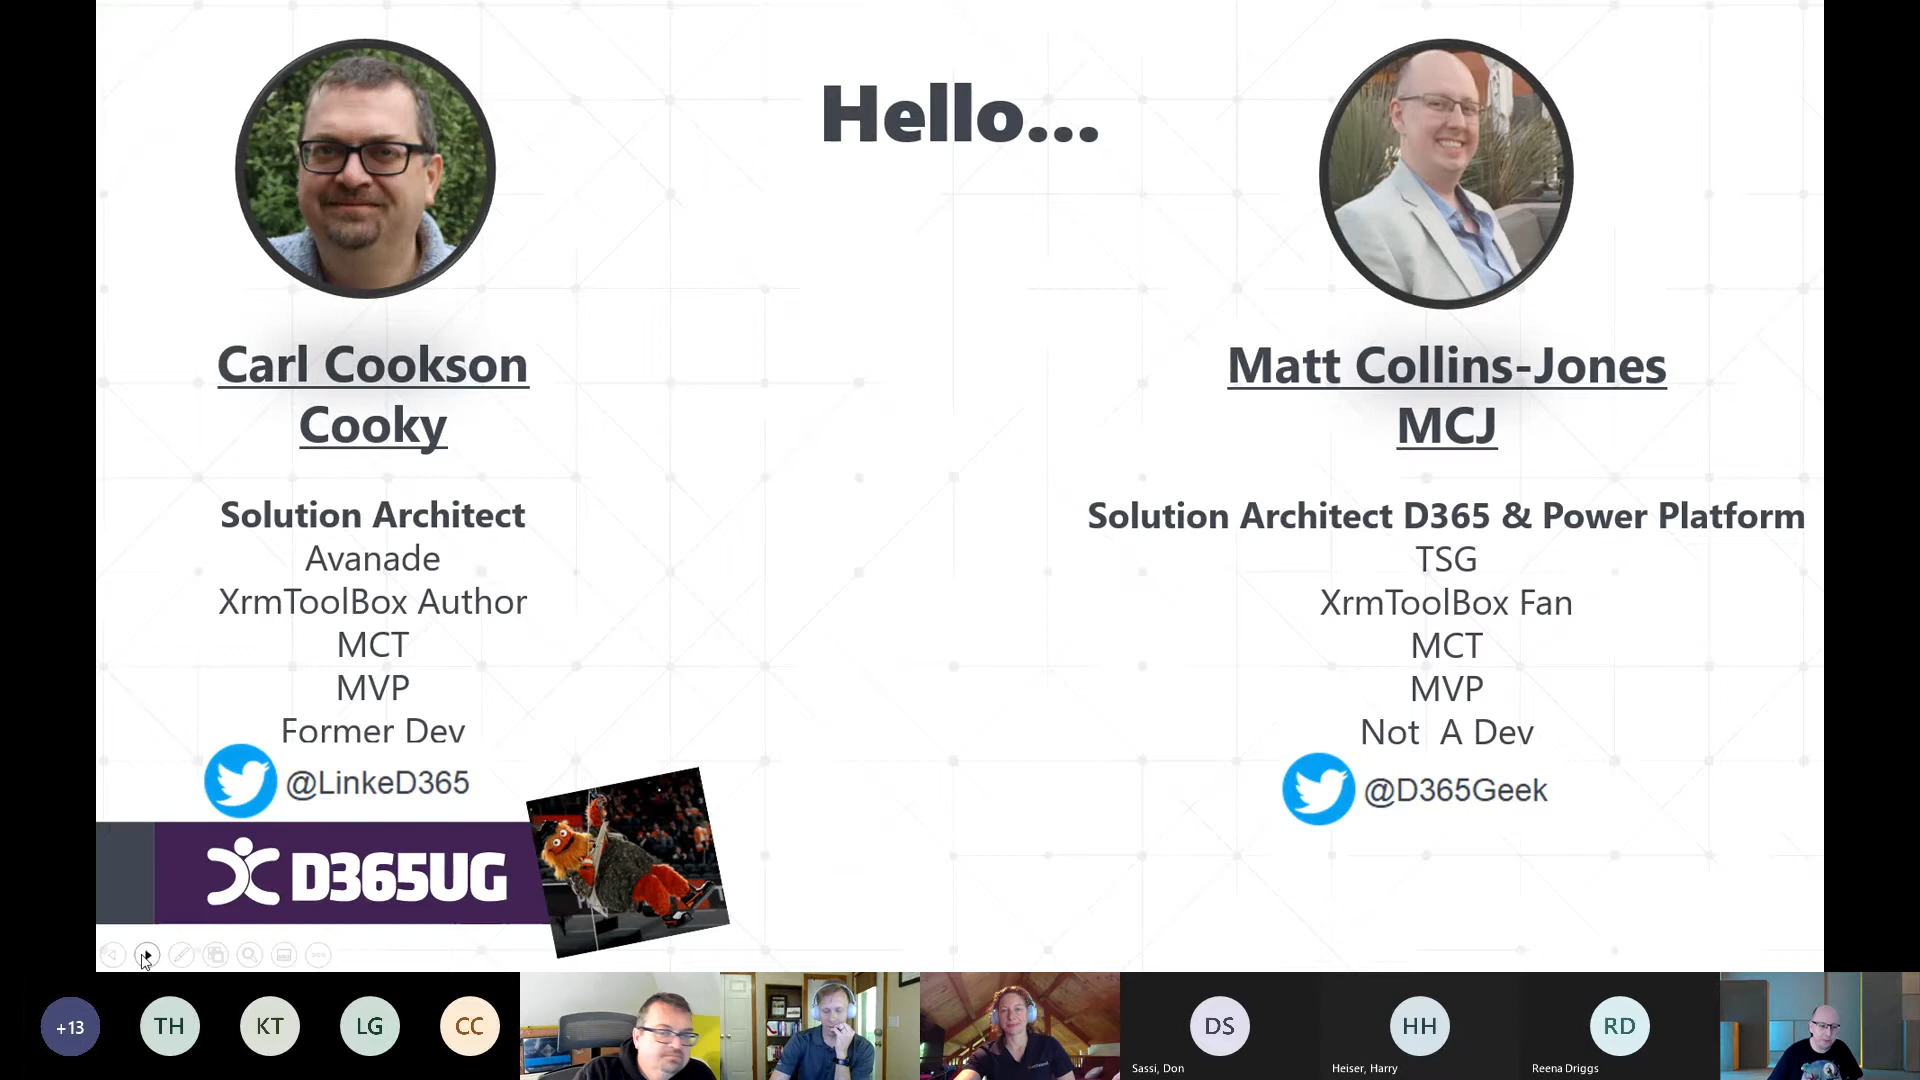 Hello...
Carl Cookson
Cooky
Solution Architect
Avanade
XrmToolBox Author
MCT
MVP
Former Dev
@LinkeD365
D365UG
Matt Collins-Jones
MCJ
Solution Architect D365 & Power Platform
TSG
XrmToolBox Fan
MCT
MVP
Not A Dev
@D365Geek
+13
TH
KT
LG
CC
DS
Sassi, Don
HH
Heiser, Harry
RD
Reena Driggs